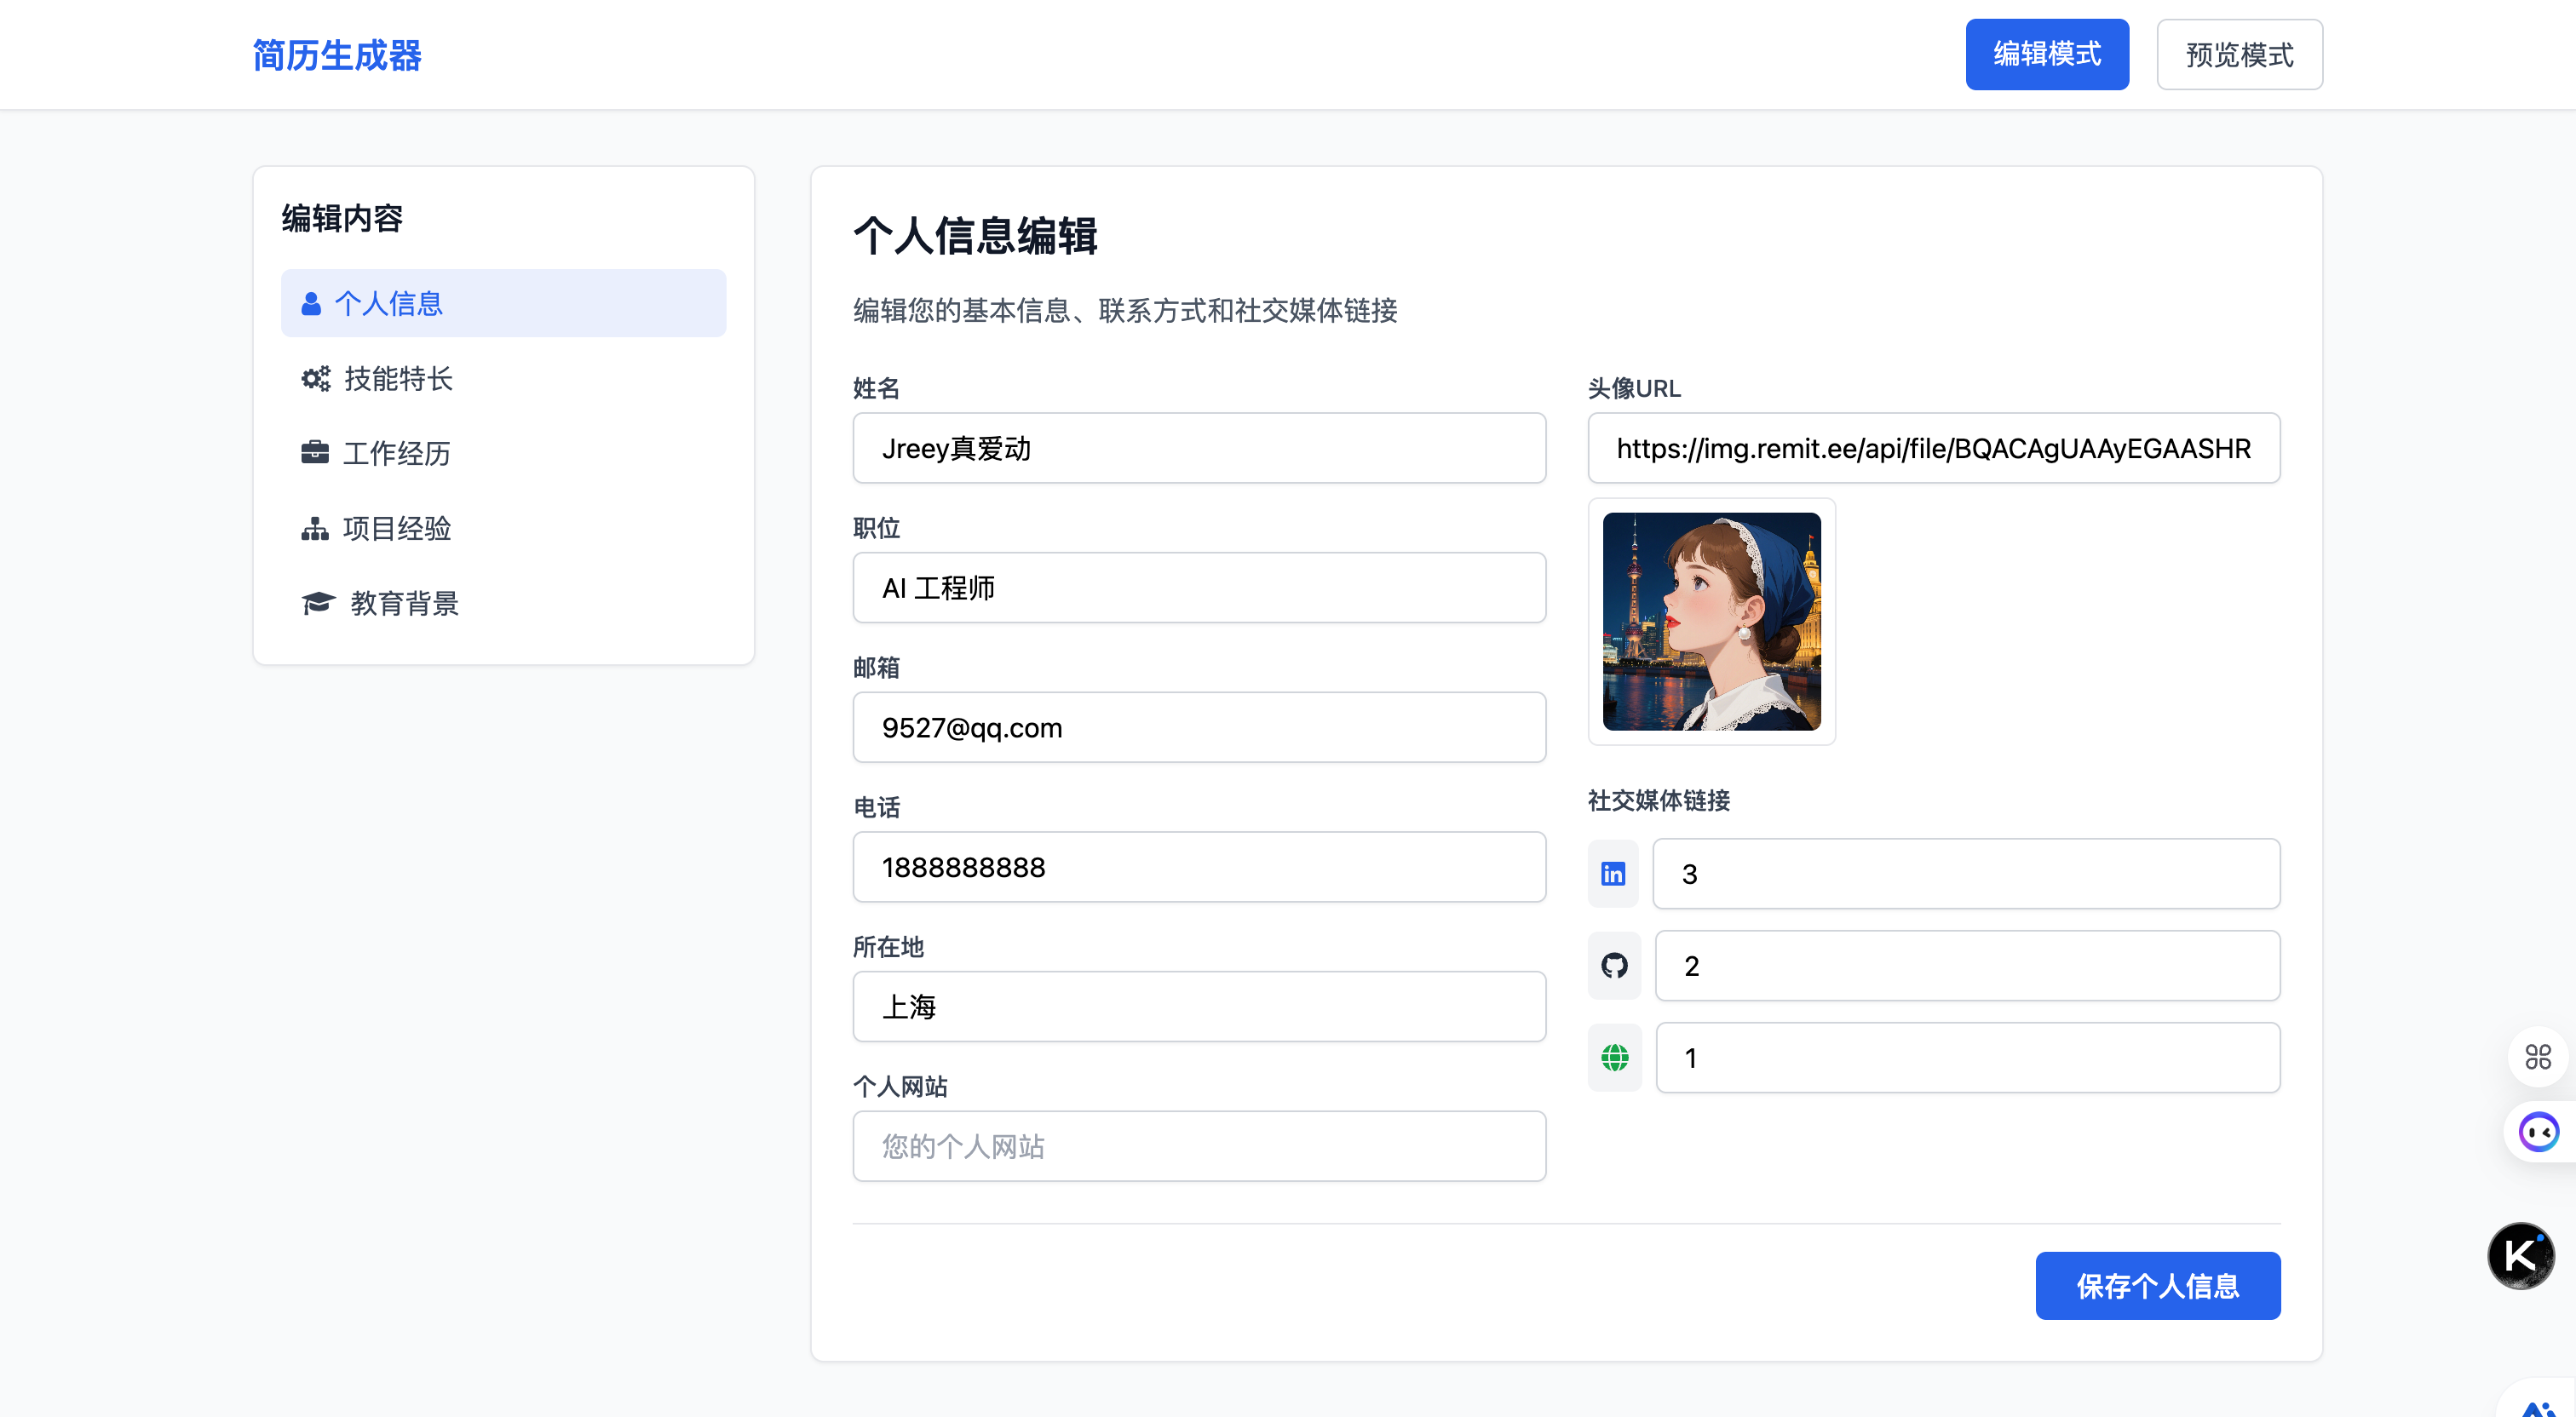 简历生成器
编辑模式
预览模式
编辑内容
个人信息
技能特长
工作经历
项目经验
教育背景
个人信息编辑
编辑您的基本信息、联系方式和社交媒体链接
姓名
Jreey真爱动
职位
AI 工程师
邮箱
9527@qq.com
电话
1888888888
所在地
上海
个人网站
您的个人网站
头像URL
https://img.remit.ee/api/file/BQACAgUAAyEGAASHR
社交媒体链接
in
3
2
1
保存个人信息
K